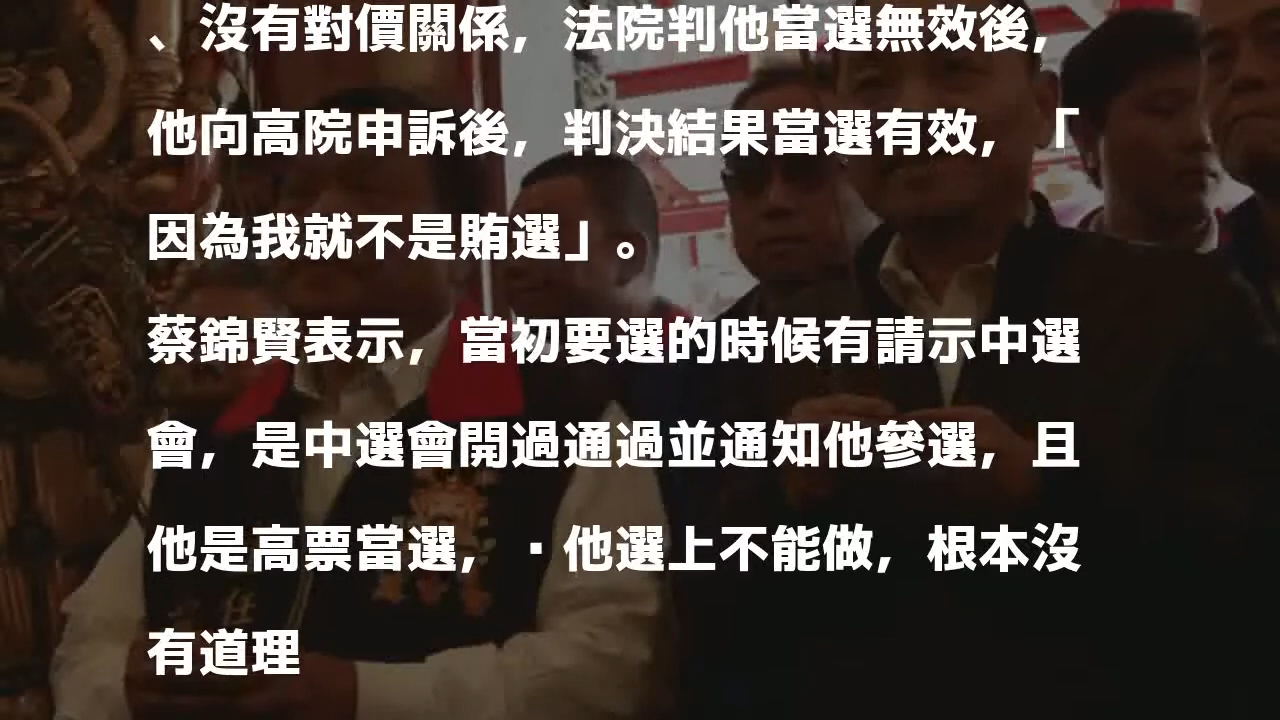 、沒有對價關係，法院判他當選無效後，
他向高院申訴後，判決結果當選有效，「
因為我就不是賄選」。
蔡錦賢表示，當初要選的時候有請示中選
會，是中選會開過通過並通知他參選，且
他是高票當選，▪他選上不能做，根本沒
有道理